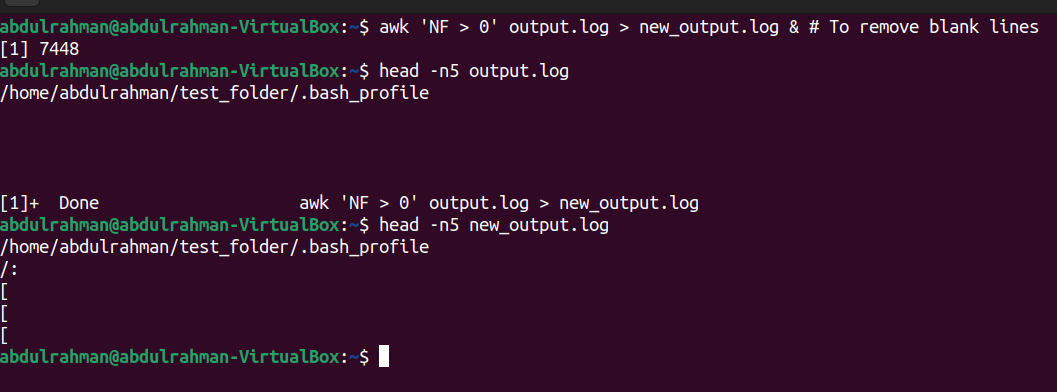 abdulrahman@abdulrahman-VirtualBox:~$ awk 'NF > 0' output.log > new_output.log & # To remove blank lines
[1] 7448
abdulrahman@abdulrahman-VirtualBox:~$ head -n5 output.log
/home/abdulrahman/test_folder/.bash_profile
[1]+  Done                    awk 'NF > 0' output.log > new_output.log
abdulrahman@abdulrahman-VirtualBox:~$ head -n5 new_output.log
/home/abdulrahman/test_folder/.bash_profile
/:
[
[
[
abdulrahman@abdulrahman-VirtualBox:~$